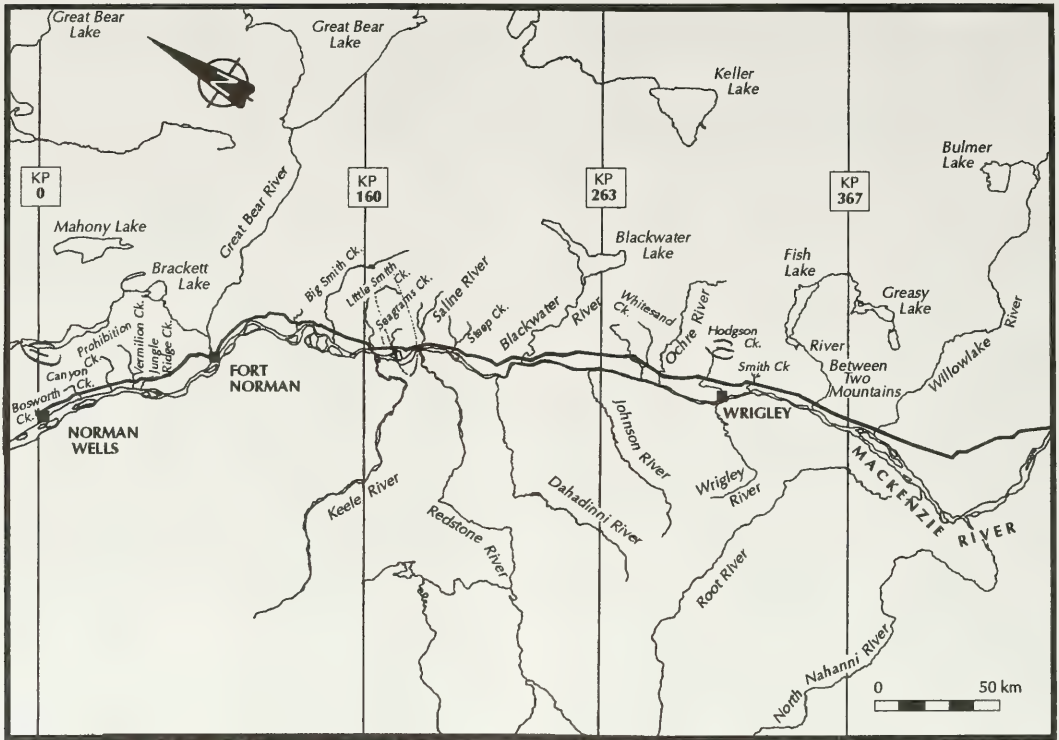 Great Bear
Lake
Great Bear
Lake
N
Keller
Lake
Bulmer
Lake
KP
0
KP
160
KP
263
KP
367
Great Bear River
Mahony Lake
Brackett
Lake
Big Smith Ck.
Little Smith
Ck.
Seagrams Ck.
Saline River
Steep Ck.
Blackwater
River
Blackwater
Lake
Whitesand
Ck
Ochre River
Hodgson
Ck.
Smith Ck
Fish
Lake
Greasy
Lake
River
Between
Two
Mountains
Willowlake
River
Prohibition
Ck.
Vermilion Ck.
Jungle
Ridge Ck.
Canyon
Ck.
Bosworth
Ck.
NORMAN
WELLS
FORT
NORMAN
WRIGLEY
Wrigley
River
Johnson River
Dahadinni River
Keele River
Redstone
River
Root River
North Nahanni River
MACKENZIE
RIVER
0 50 km